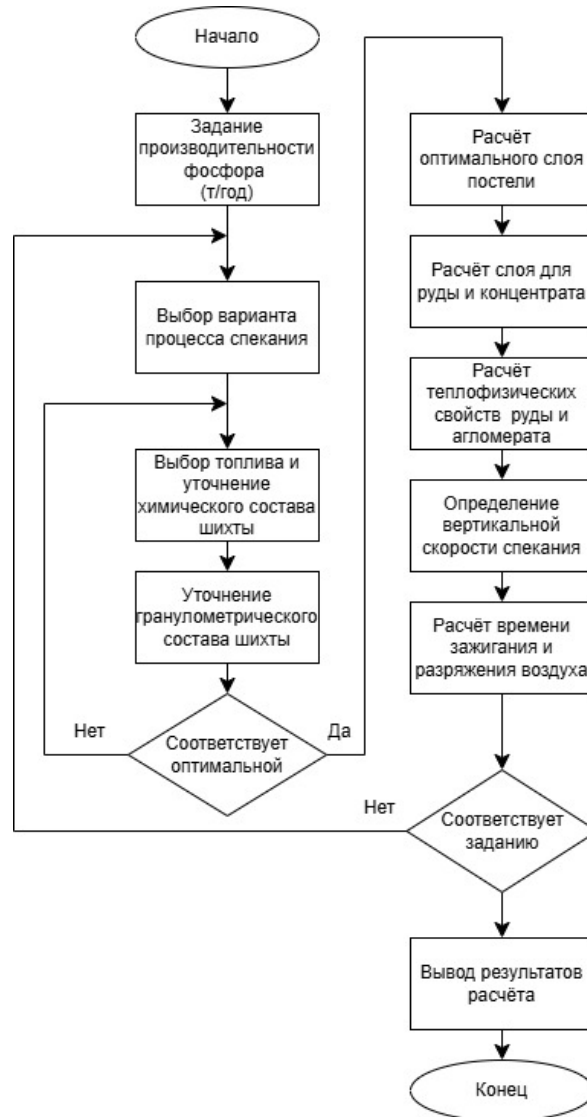 Начало
Задание
производительности
фосфора
(т/год)
Выбор варианта
процесса спекания
Выбор топлива и
уточнение
химического состава
шихты
Уточнение
гранулометрического
состава шихты
Нет
Соответствует
оптимальной
Да
Расчёт
оптимального слоя
постели
Расчёт слоя для
руды и концентрата
Расчёт
теплофизических
свойств руды и
агломерата
Определение
вертикальной
скорости спекания
Расчёт времени
зажигания и
разряжения воздуха
Нет
Соответствует
заданию
Вывод результатов
расчёта
Конец